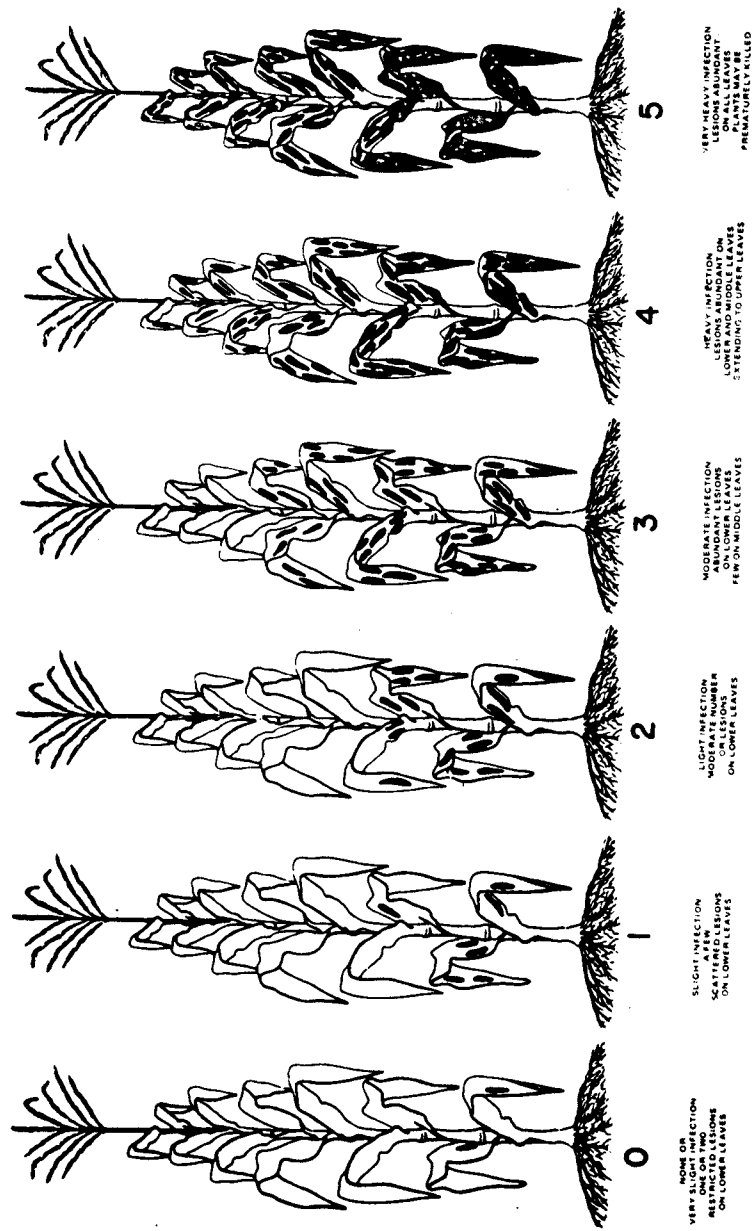 0
NONE OR
VERY SLIGHT INFECTION
ONE OR TWO
RESTRICTED LESIONS
ON LOWER LEAVES
1
SLIGHT INFECTION
A FEW
SCATTERED LESIONS
ON LOWER LEAVES
2
LIGHT INFECTION
MODERATE NUMBER
OR LESIONS
ON LOWER LEAVES
3
MODERATE INFECTION
ABUNDANT LESIONS
ON LOWER LEAVES
FEW ON MIDDLE LEAVES
4
HEAVY INFECTION
LESIONS ABUNDANT ON
LOWER AND MIDDLE LEAVES
EXTENDING TO UPPER LEAVES
5
VERY HEAVY INFECTION
LESIONS ABUNDANT
ON ALL LEAVES
PLANTS MAY BE
PREMATURELY KILLED